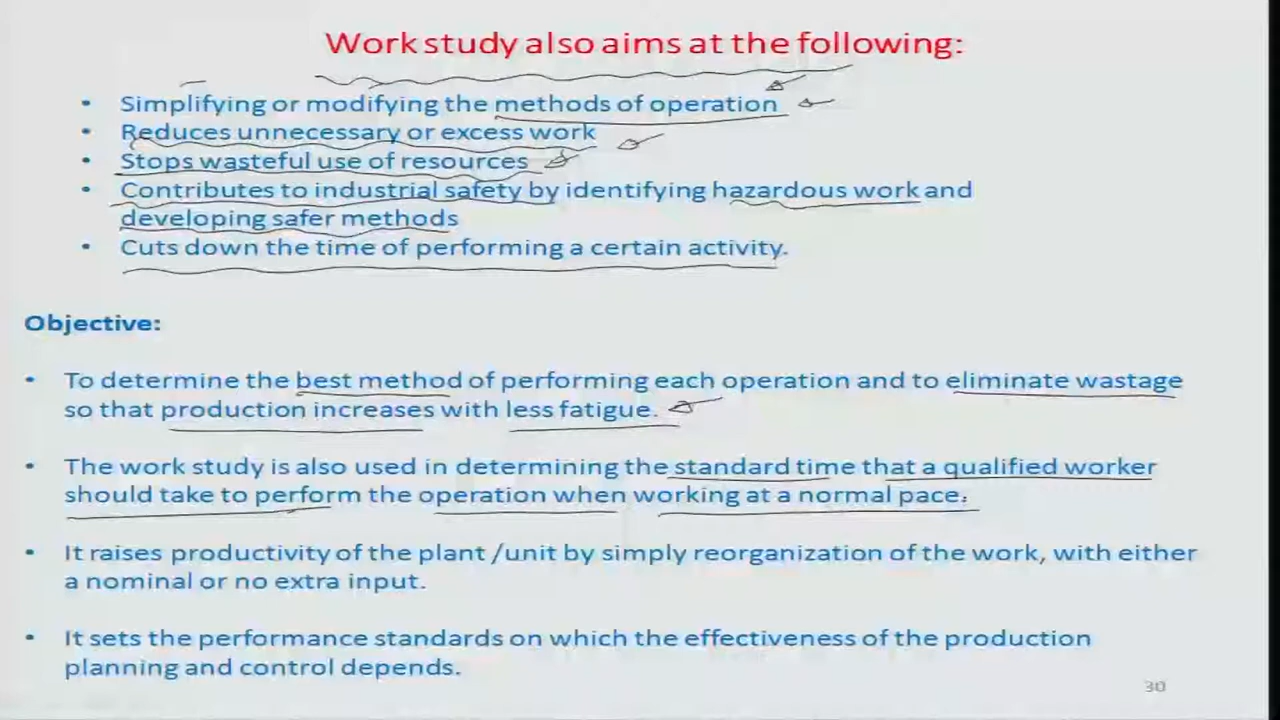 Work study also aims at the following:
• Simplifying or modifying the methods of operation
• Reduces unnecessary or excess work
• Stops wasteful use of resources
• Contributes to industrial safety by identifying hazardous work and
developing safer methods
• Cuts down the time of performing a certain activity.
Objective:
• To determine the best method of performing each operation and to eliminate wastage
so that production increases with less fatigue.
• The work study is also used in determining the standard time that a qualified worker
should take to perform the operation when working at a normal pace.
• It raises productivity of the plant /unit by simply reorganization of the work, with either
a nominal or no extra input.
• It sets the performance standards on which the effectiveness of the production
planning and control depends.
30